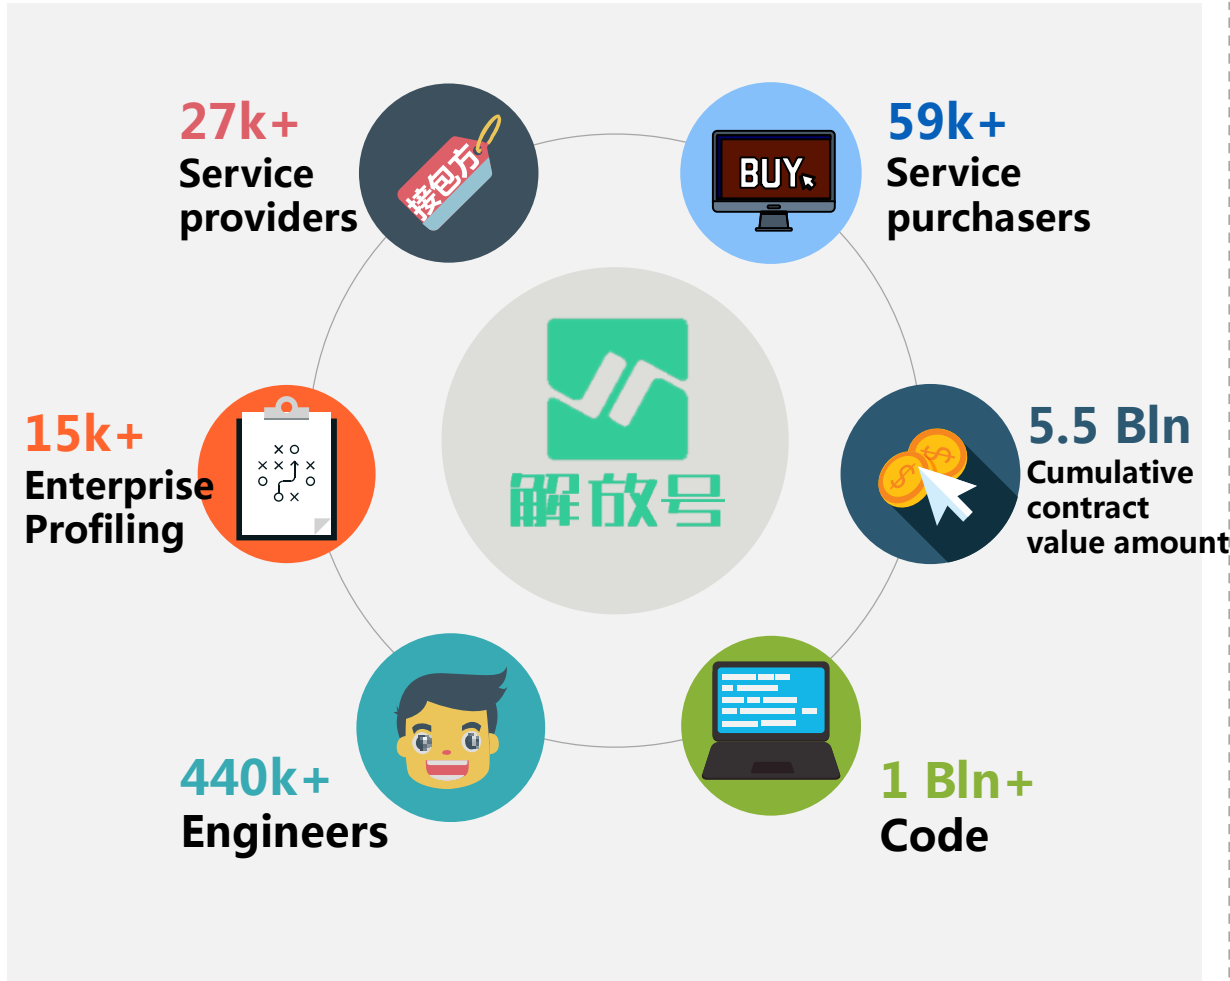 27k+
Service
providers
接包方
BUY
59k+
Service
purchasers
15k+
Enterprise
Profiling
解放号
5.5 Bln
Cumulative
contract
value amount
440k+
Engineers
1 Bln+
Code